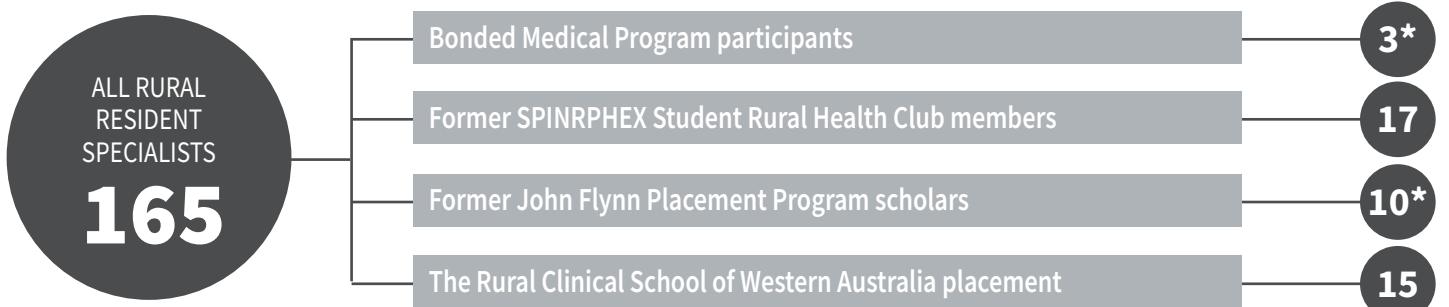 ALL RURAL
RESIDENT
SPECIALISTS
165
Bonded Medical Program participants
3*
Former SPINRPHEX Student Rural Health Club members
17
Former John Flynn Placement Program scholars
10*
The Rural Clinical School of Western Australia placement
15